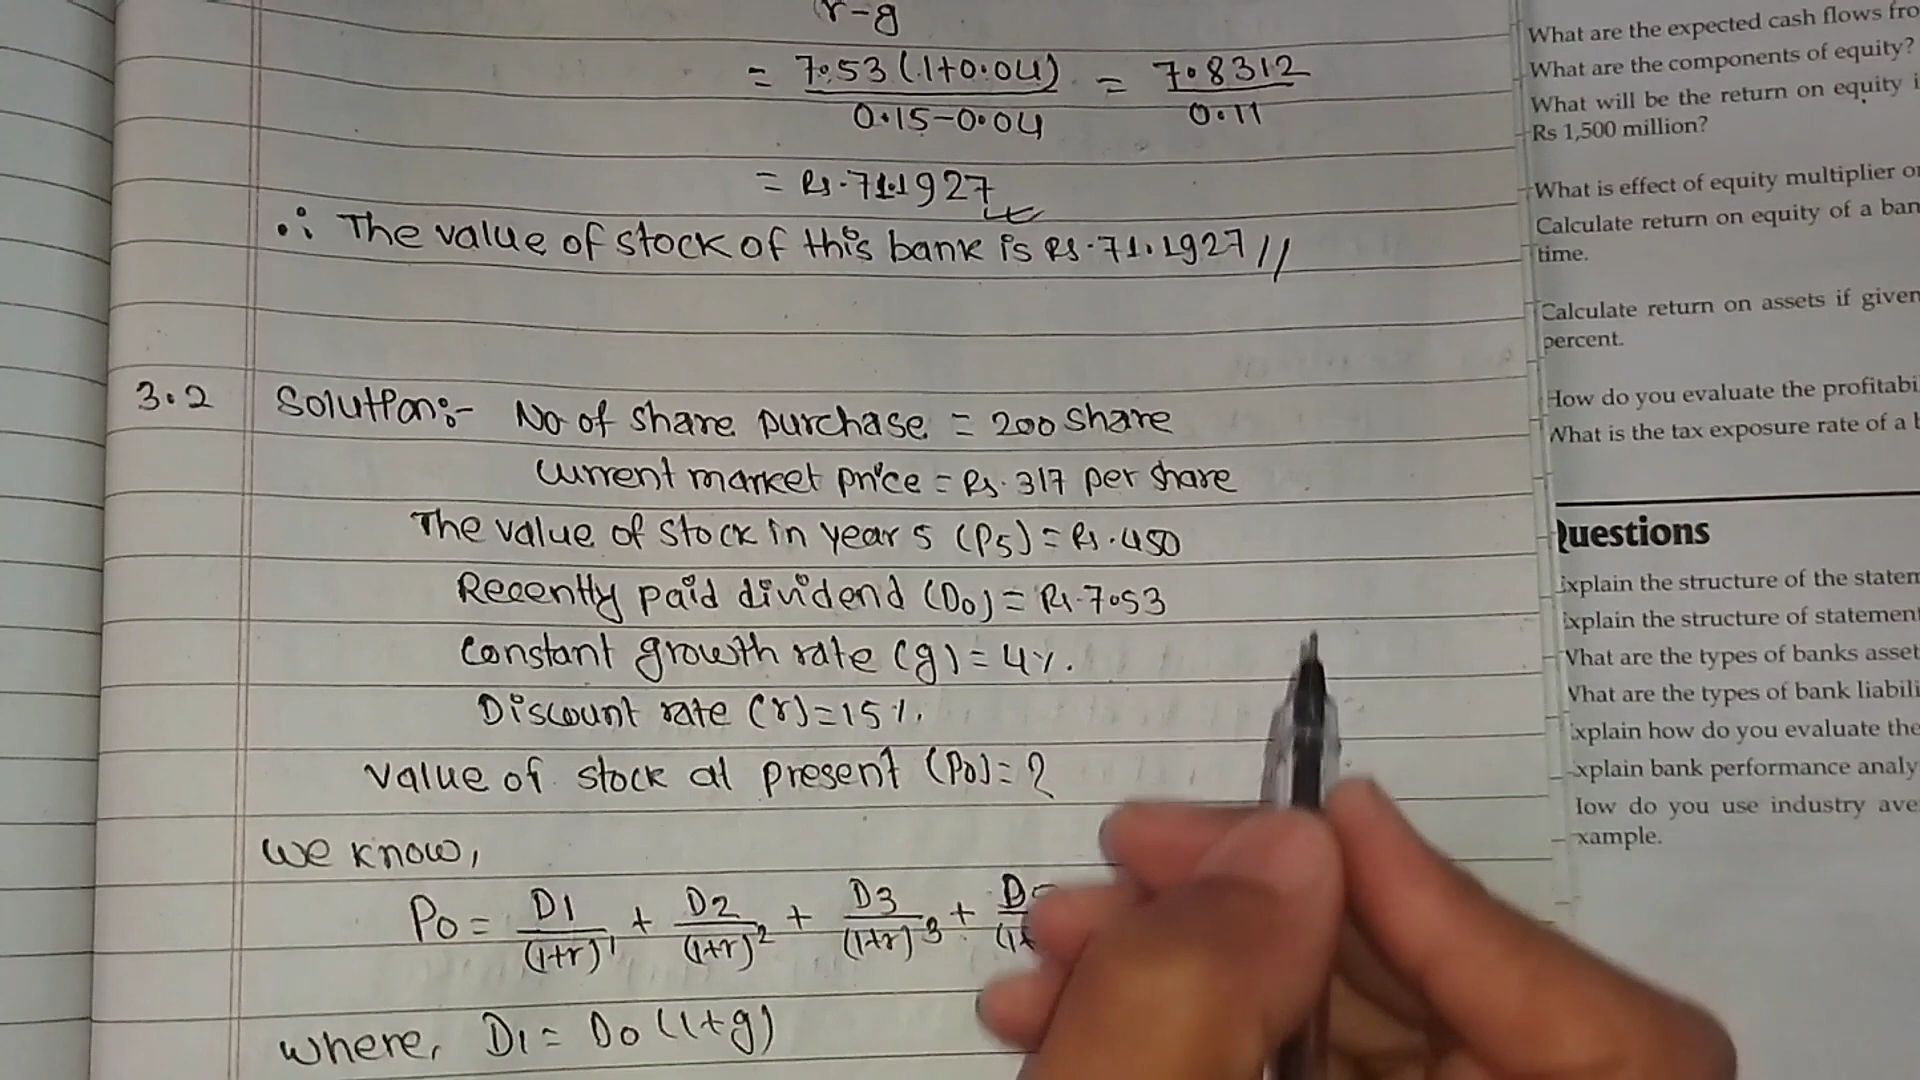 r-g
= 7.53(1+0.04) = 7.8312
0.15-0.04 0.11
= Rs.71.1927
∴ The value of stock of this bank is Rs.71.1927//
3.2 Solution:- No of share purchase = 200 share
Current market price = Rs. 317 per share
The value of stock in year 5 (P5) = Rs.450
Recently paid dividend (D0) = Rs.7.53
Constant growth rate (g) = 4%.
Discount rate (r) = 15%.
Value of stock at present (P0) = ?
We know,
P0 = D1/(1+r)^1 + D2/(1+r)^2 + D3/(1+r)^3 +
where, D1 = D0 (1+g)
What are the expected cash flows
What are the components of equity?
What will be the return on equity
Rs 1,500 million?
What is effect of equity multiplier
Calculate return on equity of a
time.
Calculate return on assets if given
percent.
How do you evaluate the
What is the tax exposure rate of a
Questions
Explain the structure of the
Explain the structure of
What are the types of banks
What are the types of bank
Explain how do you evaluate the
Explain bank performance
How do you use industry
example.